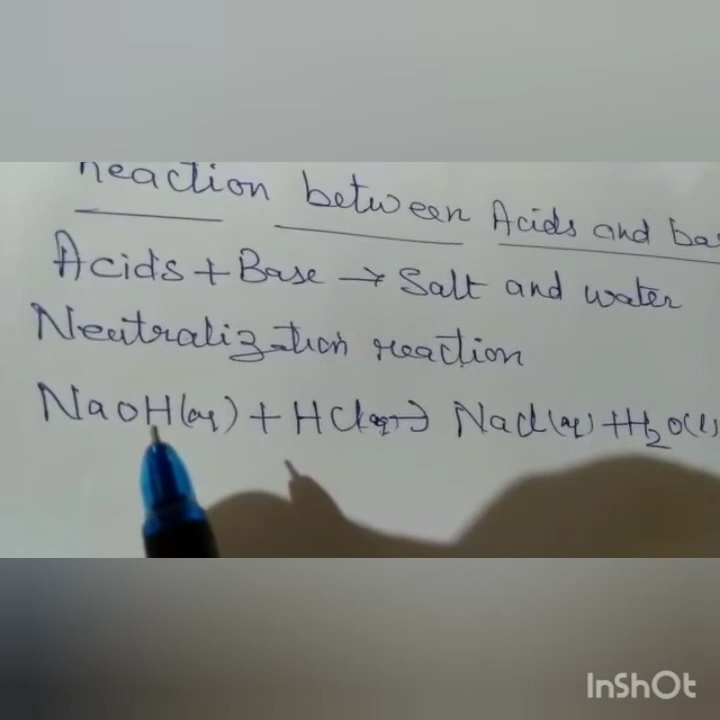 Reaction between Acids and ba
Acids + Base → Salt and water
Neutralization reaction
NaOH(aq) + HCl(aq) → NaCl(aq) + H₂O(l)
InShOt